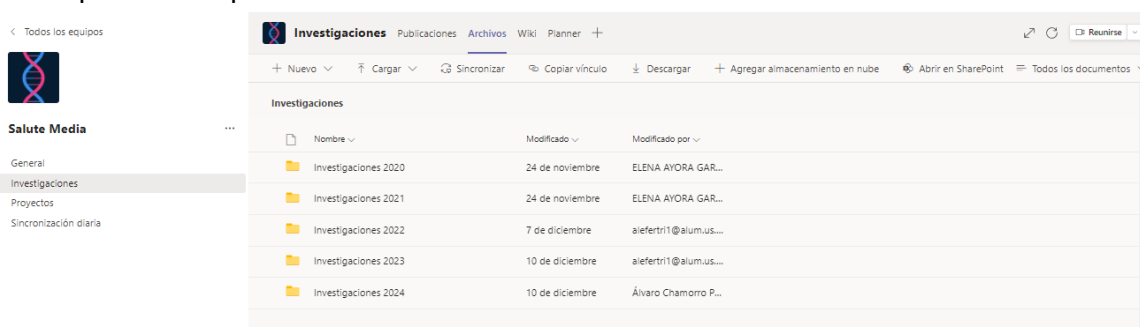 < Todos los equipos
Salute Media ...
General
Investigaciones
Proyectos
Sincronización diaria
Investigaciones Publicaciones Archivos Wiki Planner +
Reunirse
+ Nuevo Cargar Sincronizar Copiar vínculo Descargar + Agregar almacenamiento en nube Abrir en SharePoint Todos los documentos
Investigaciones
Nombre Modificado Modificado por
Investigaciones 2020 24 de noviembre ELENA AYORA GAR...
Investigaciones 2021 24 de noviembre ELENA AYORA GAR...
Investigaciones 2022 7 de diciembre alefertri1@alum.us....
Investigaciones 2023 10 de diciembre alefertri1@alum.us....
Investigaciones 2024 10 de diciembre Álvaro Chamorro P...